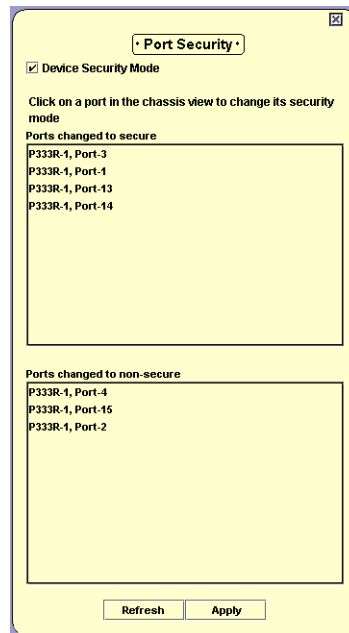 • Port Security •
Device Security Mode
Click on a port in the chassis view to change its security
mode
Ports changed to secure
P333R-1, Port-3
P333R-1, Port-1
P333R-1, Port-13
P333R-1, Port-14
Ports changed to non-secure
P333R-1, Port-4
P333R-1, Port-15
P333R-1, Port-2
Refresh Apply